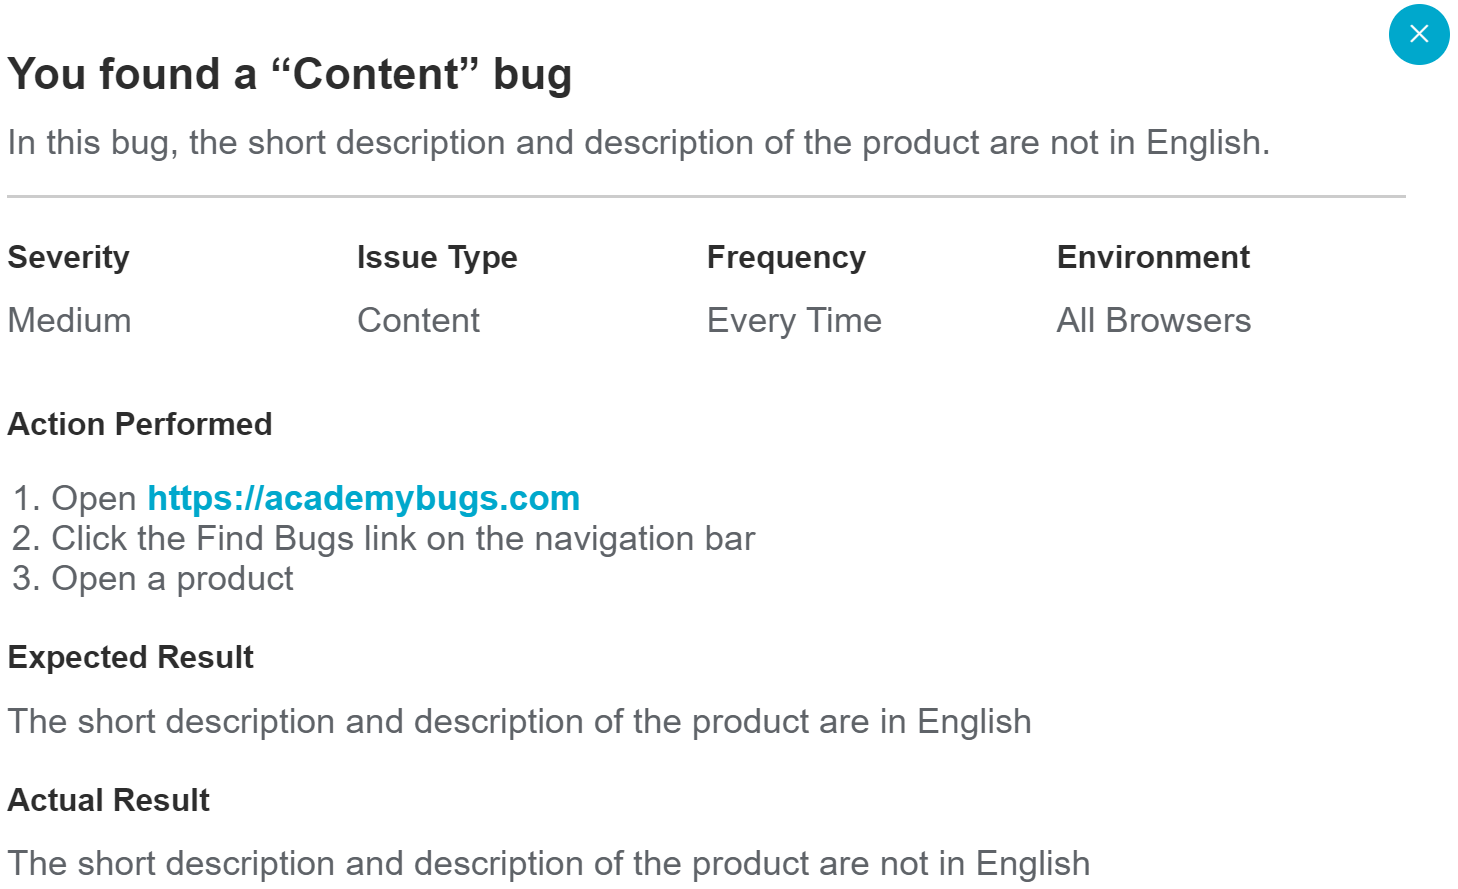 You found a “Content” bug
In this bug, the short description and description of the product are not in English.
Severity
Issue Type
Frequency
Environment
Medium
Content
Every Time
All Browsers
Action Performed
1. Open https://academybugs.com
2. Click the Find Bugs link on the navigation bar
3. Open a product
Expected Result
The short description and description of the product are in English
Actual Result
The short description and description of the product are not in English